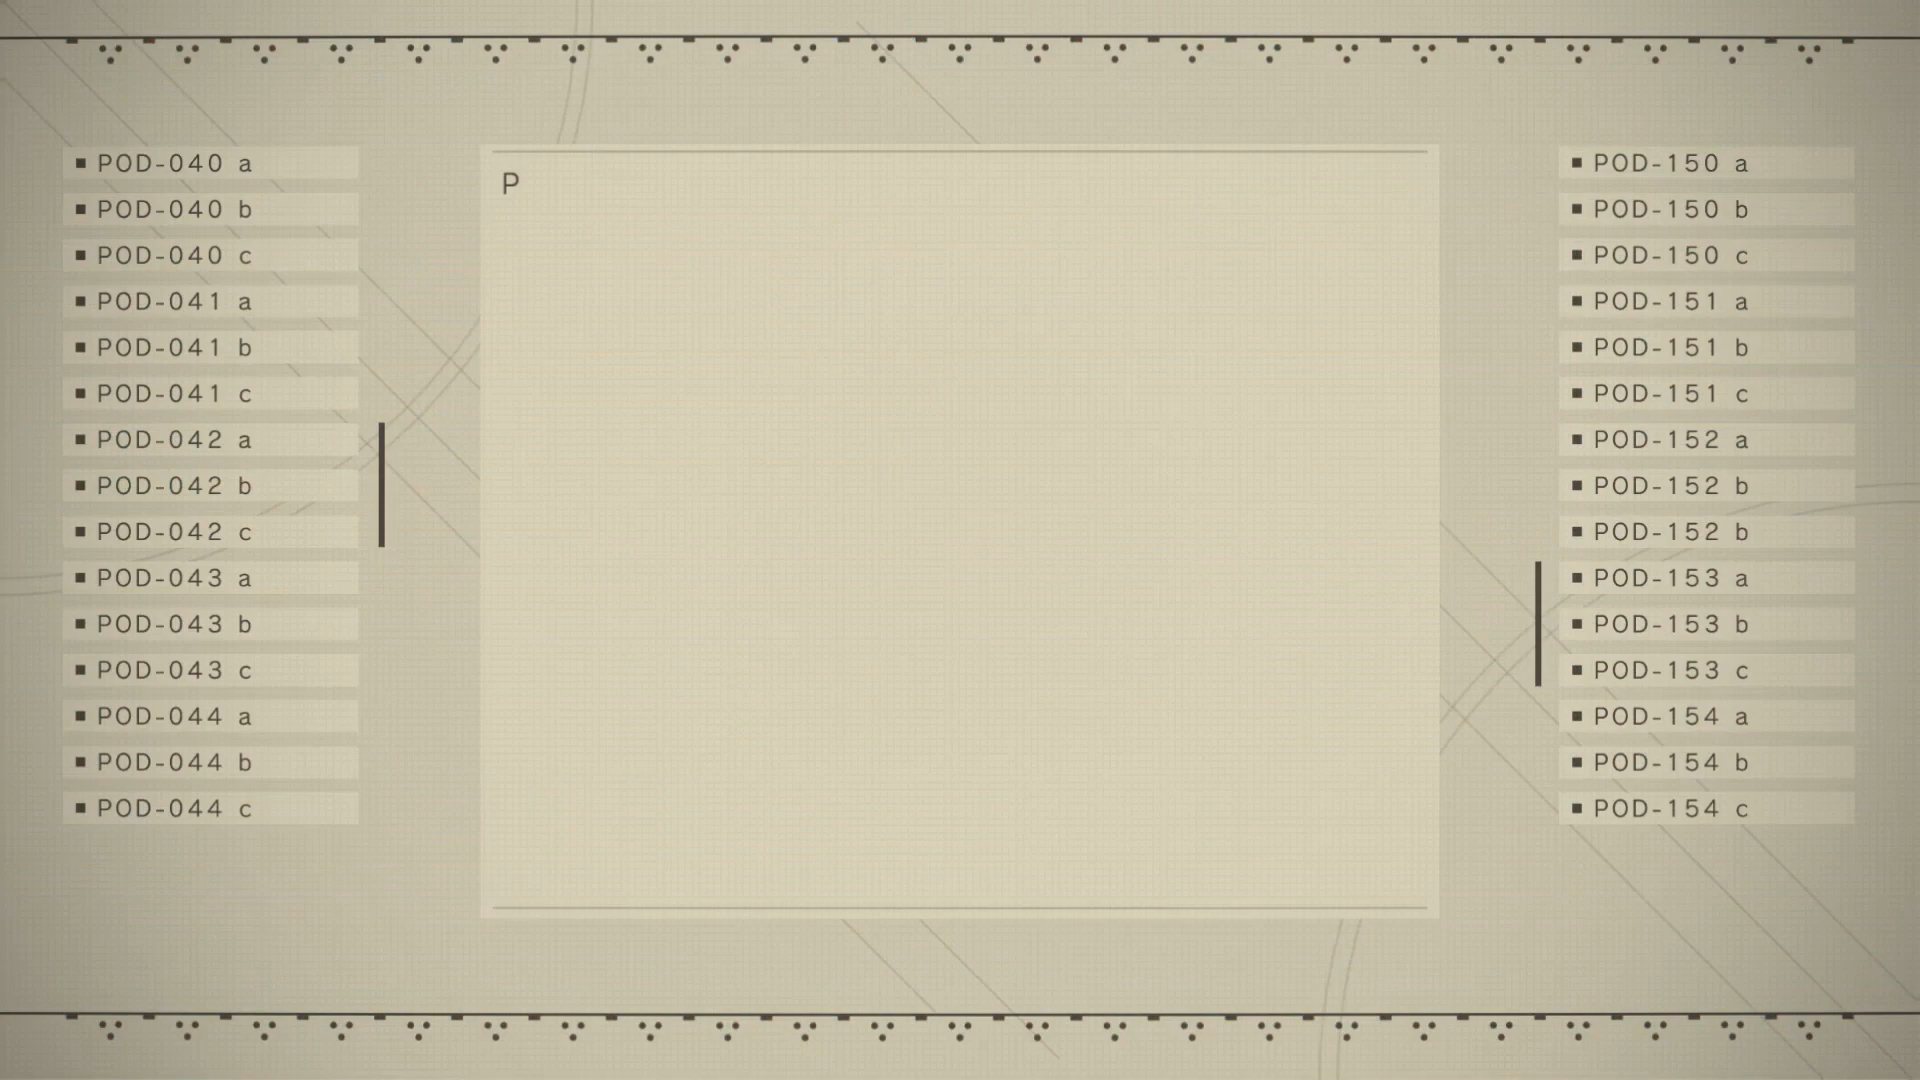 POD-040 a
POD-040 b
POD-040 c
POD-041 a
POD-041 b
POD-041 c
POD-042 a
POD-042 b
POD-042 c
POD-043 a
POD-043 b
POD-043 c
POD-044 a
POD-044 b
POD-044 c
P
POD-150 a
POD-150 b
POD-150 c
POD-151 a
POD-151 b
POD-151 c
POD-152 a
POD-152 b
POD-152 b
POD-153 a
POD-153 b
POD-153 c
POD-154 a
POD-154 b
POD-154 c